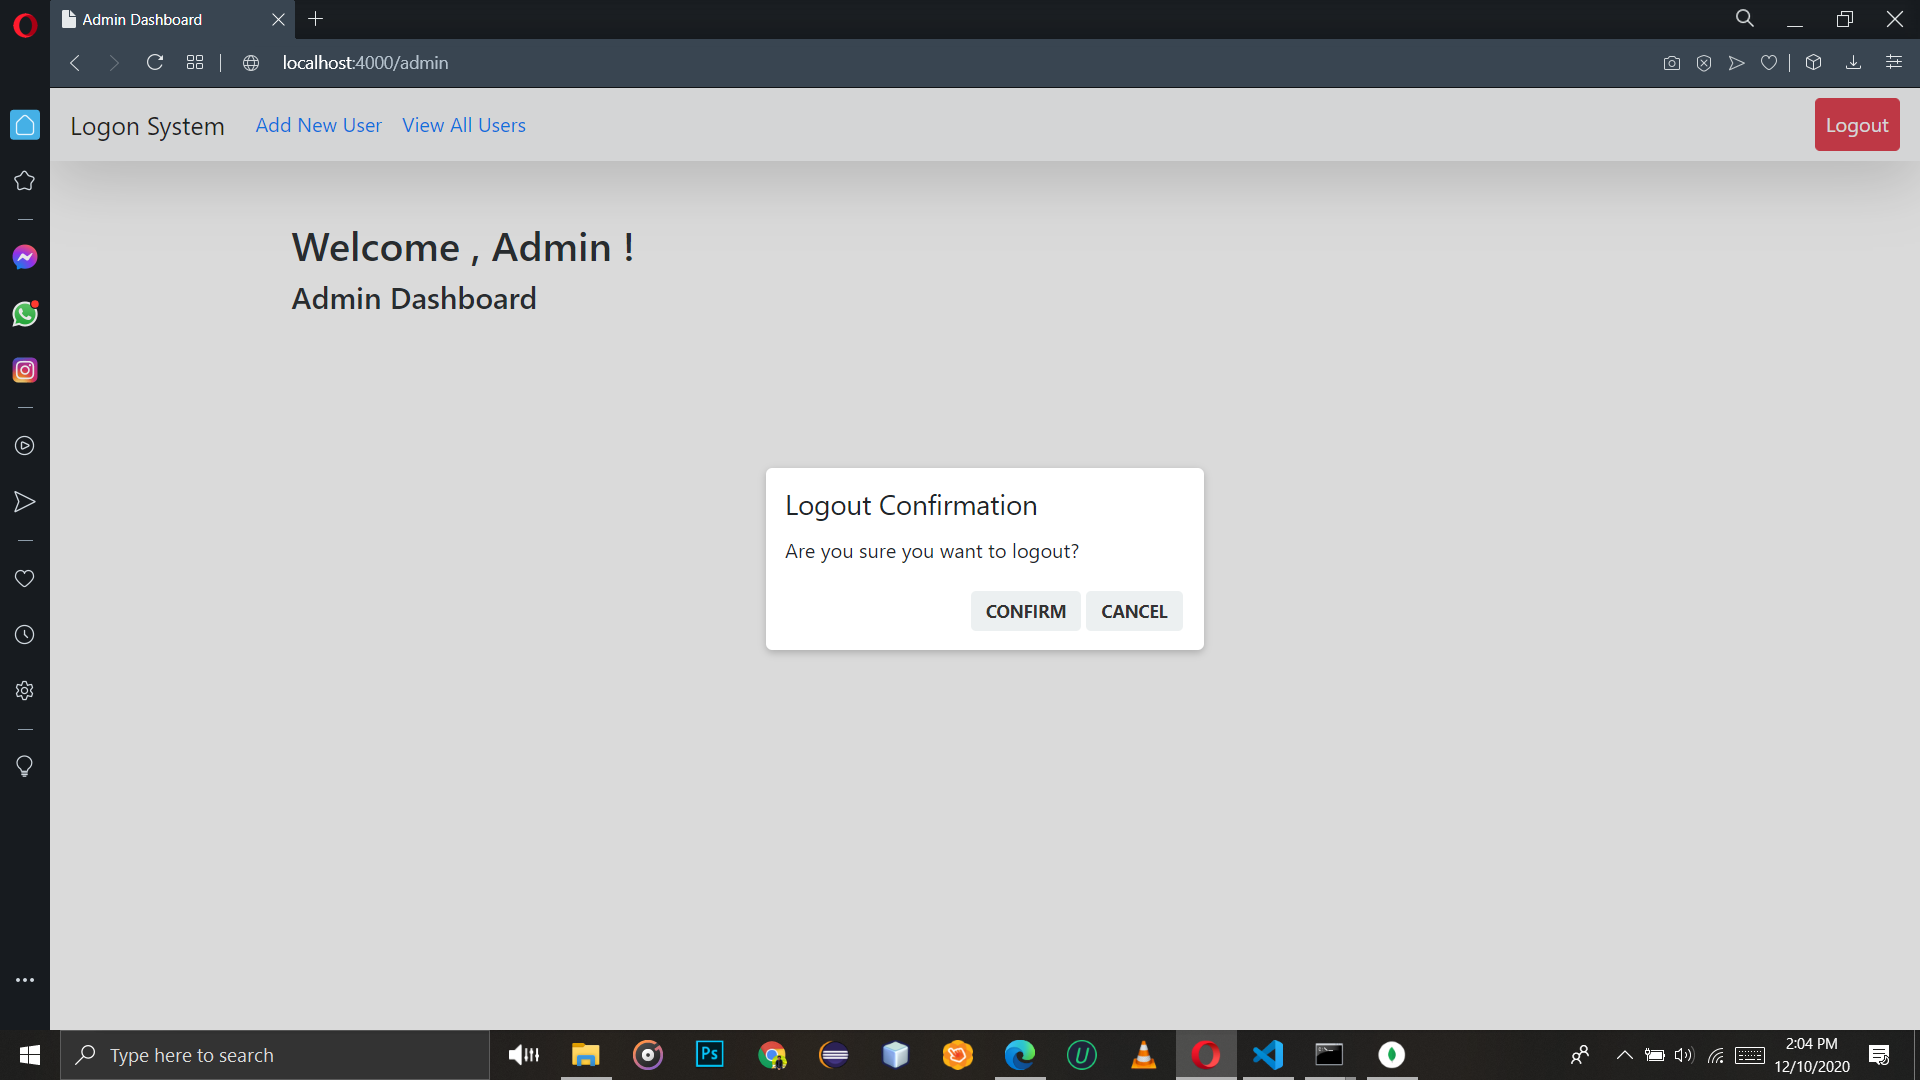 Admin Dashboard
localhost:4000/admin
Logon System
Add New User
View All Users
Logout
Welcome , Admin !
Admin Dashboard
Logout Confirmation
Are you sure you want to logout?
CONFIRM
CANCEL
Type here to search
Ps
U
2:04 PM
12/10/2020